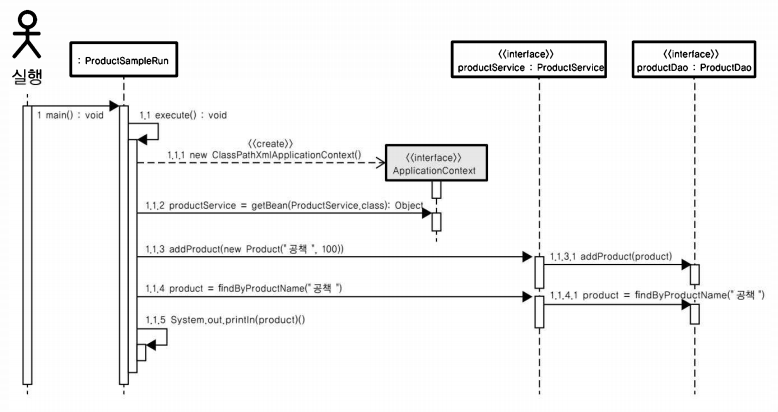 실행
: ProductSampleRun
<<interface>>
productService : ProductService
<<interface>>
productDao : ProductDao
1 main() : void
1.1 execute() : void
<<create>>
1.1.1 new ClassPathXmlApplicationContext()
<<interface>>
ApplicationContext
1.1.2 productService = getBean(ProductService.class): Object
1.1.3 addProduct(new Product("공책", 100))
1.1.3.1 addProduct(product)
1.1.4 product = findByProductName("공책")
1.1.4.1 product = findByProductName("공책")
1.1.5 System.out.println(product)()